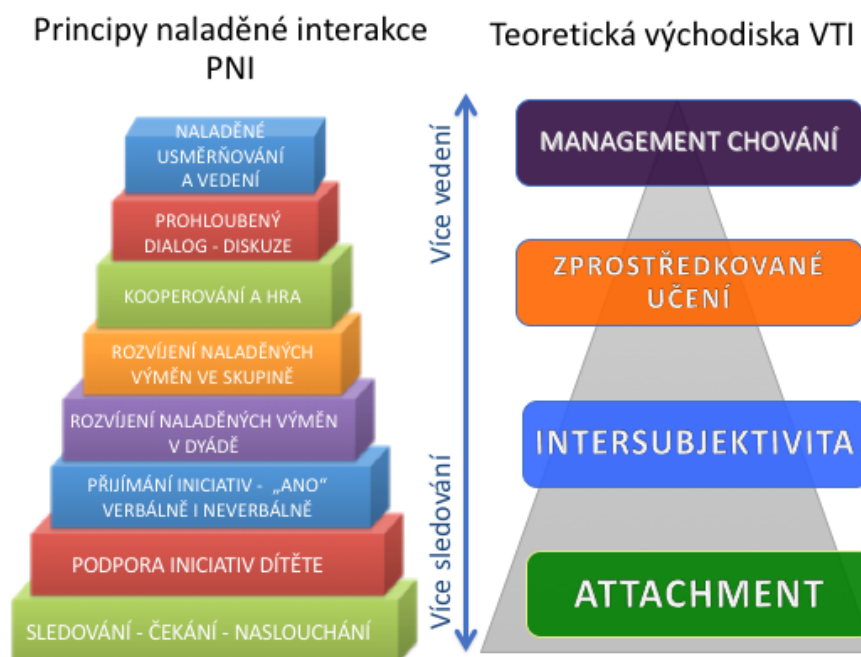 Principy naladěné interakce
PNI
NALADĚNÉ
USMĚRŇOVÁNÍ
A VEDENÍ
PROHLOUBENÝ
DIALOG - DISKUZE
KOOPEROVÁNÍ A HRA
ROZVÍJENÍ NALADĚNÝCH
VÝMĚN VE SKUPINĚ
ROZVÍJENÍ NALADĚNÝCH VÝMĚN
V DYÁDĚ
PŘIJÍMÁNÍ INICIATIV - „ANO“
VERBÁLNĚ I NEVERBÁLNĚ
PODPORA INICIATIV DÍTĚTE
SLEDOVÁNÍ - ČEKÁNÍ - NASLOUCHÁNÍ
Více vedení
Více sledování
Teoretická východiska VTI
MANAGEMENT CHOVÁNÍ
ZPROSTŘEDKOVANÉ
UČENÍ
INTERSUBJEKTIVITA
ATTACHMENT